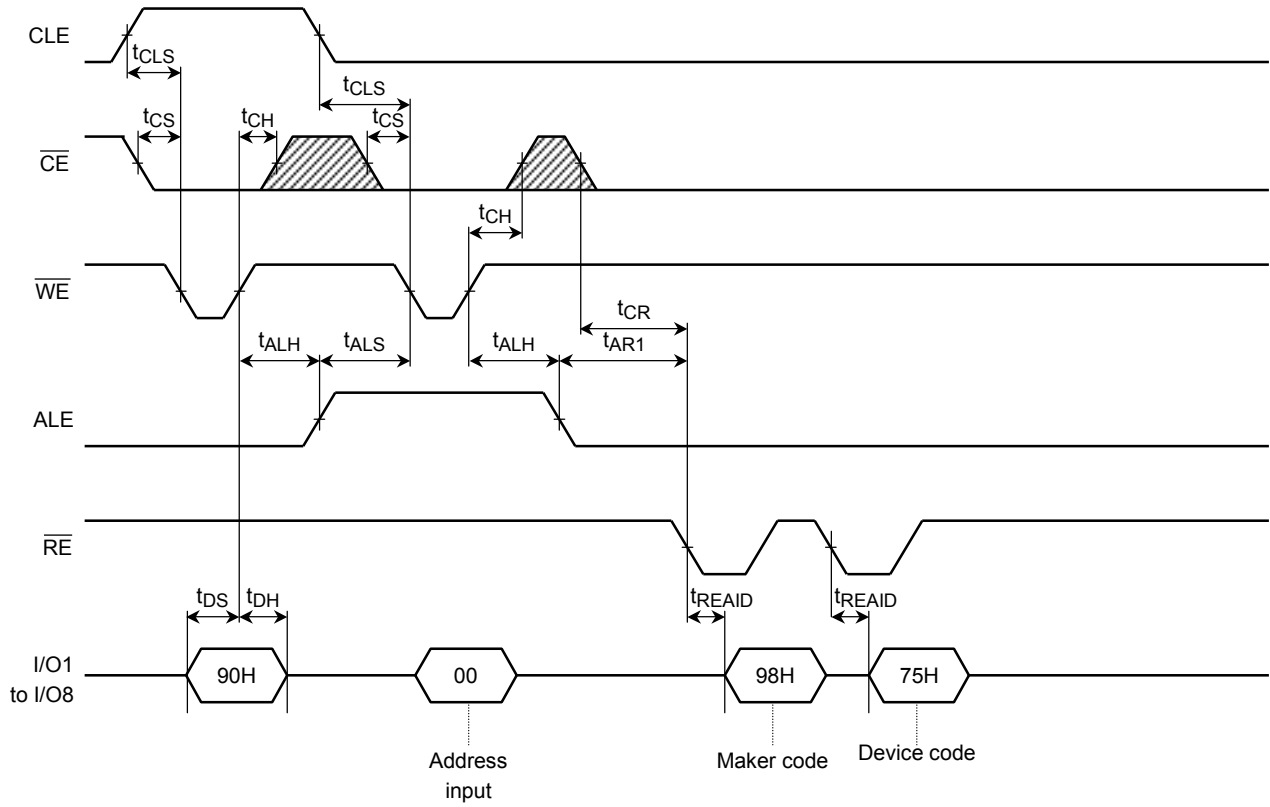 CLE
tCLS
tCLS
tCS
tCH
tCS
CE
tCH
WE
tCR
tALH
tALS
tALH
tAR1
ALE
RE
tDS
tDH
tREAID
tREAID
I/O1
to I/O8
90H
00
98H
75H
Address
input
Maker code
Device code